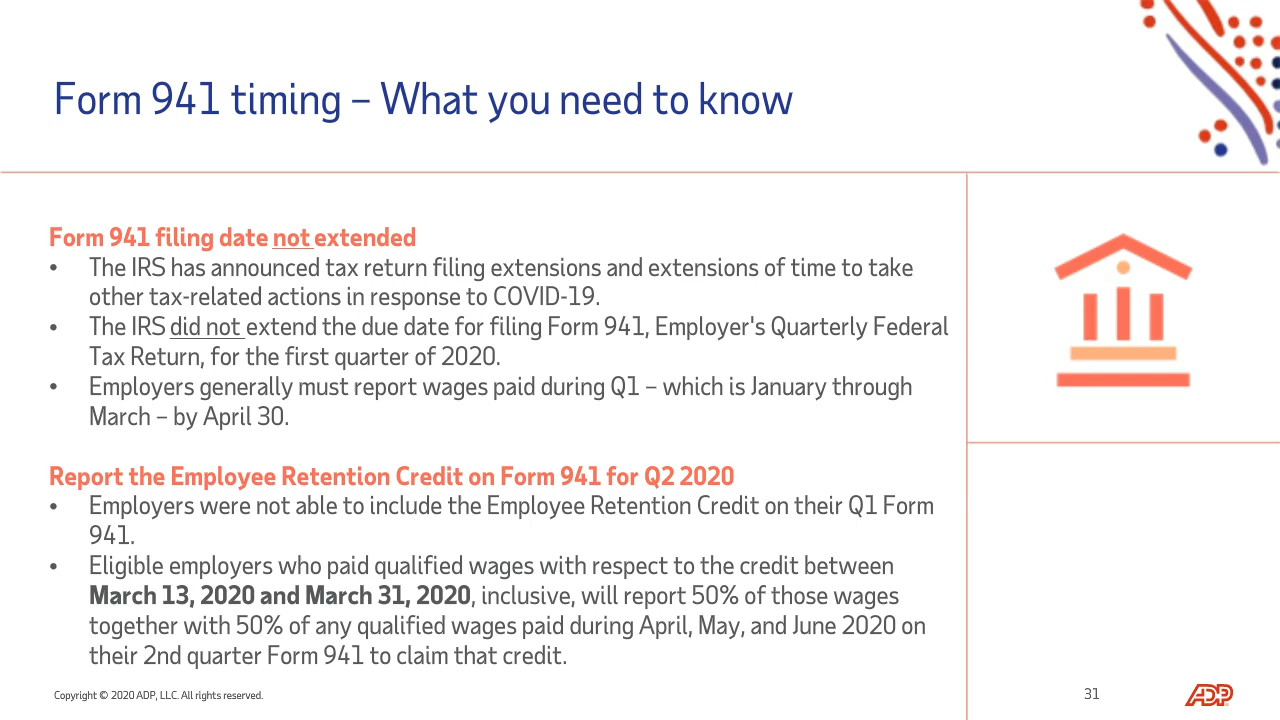 Form 941 timing – What you need to know
Form 941 filing date not extended
• The IRS has announced tax return filing extensions and extensions of time to take
other tax-related actions in response to COVID-19.
• The IRS did not extend the due date for filing Form 941, Employer's Quarterly Federal
Tax Return, for the first quarter of 2020.
• Employers generally must report wages paid during Q1 – which is January through
March – by April 30.
Report the Employee Retention Credit on Form 941 for Q2 2020
• Employers were not able to include the Employee Retention Credit on their Q1 Form
941.
• Eligible employers who paid qualified wages with respect to the credit between
March 13, 2020 and March 31, 2020, inclusive, will report 50% of those wages
together with 50% of any qualified wages paid during April, May, and June 2020 on
their 2nd quarter Form 941 to claim that credit.
Copyright © 2020 ADP, LLC. All rights reserved.
31
ADP